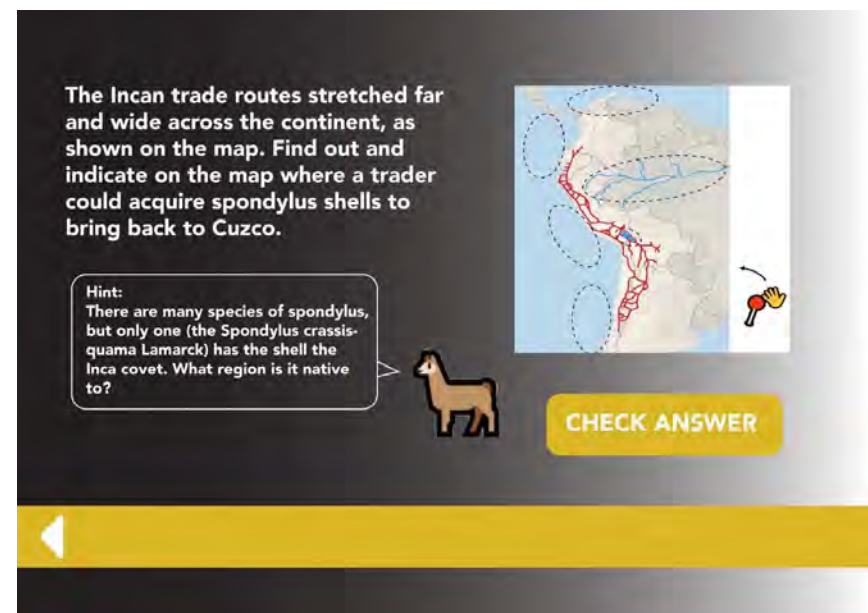 The Incan trade routes stretched far
and wide across the continent, as
shown on the map. Find out and
indicate on the map where a trader
could acquire spondylus shells to
bring back to Cuzco.
Hint:
There are many species of spondylus,
but only one (the Spondylus crassis-
quama Lamarck) has the shell the
Inca covet. What region is it native
to?
CHECK ANSWER